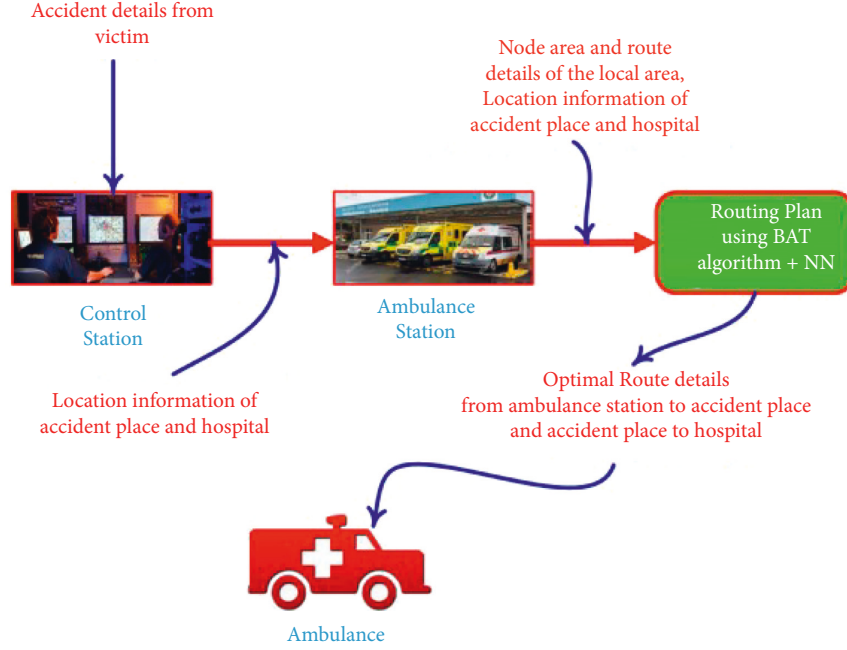 Accident details from
victim
Node area and route
details of the local area,
Location information of
accident place and hospital
Routing Plan
using BAT
algorithm + NN
Control
Station
Ambulance
Station
Location information of
accident place and hospital
Optimal Route details
from ambulance station to accident place
and accident place to hospital
Ambulance